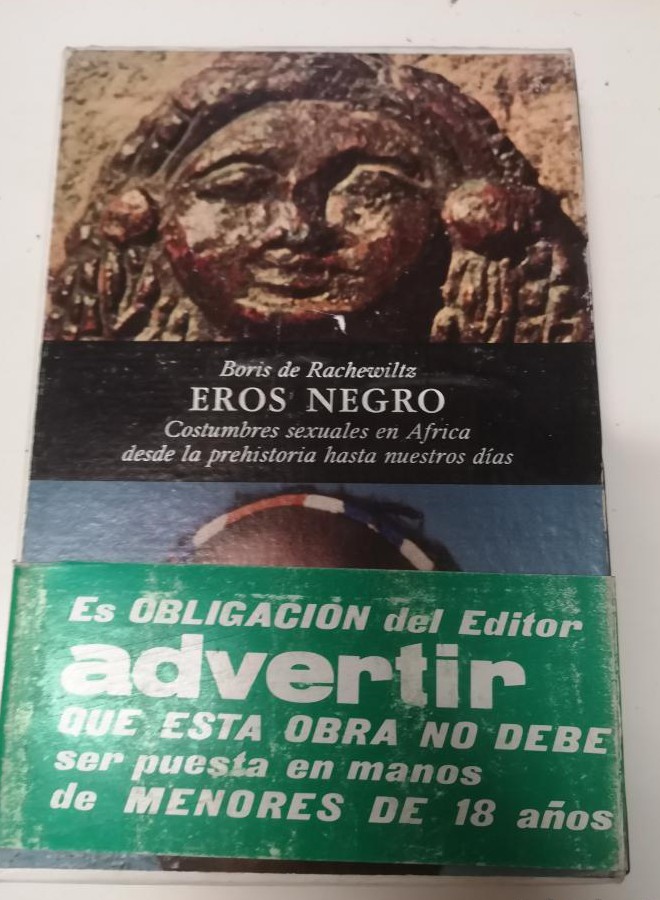 Boris de Rachewiltz
EROS NEGRO
Costumbres sexuales en Africa
desde la prehistoria hasta nuestros días
Es OBLIGACION del Editor
advertir
QUE ESTA OBRA NO DEBE
ser puesta en manos
de MENORES DE 18 años